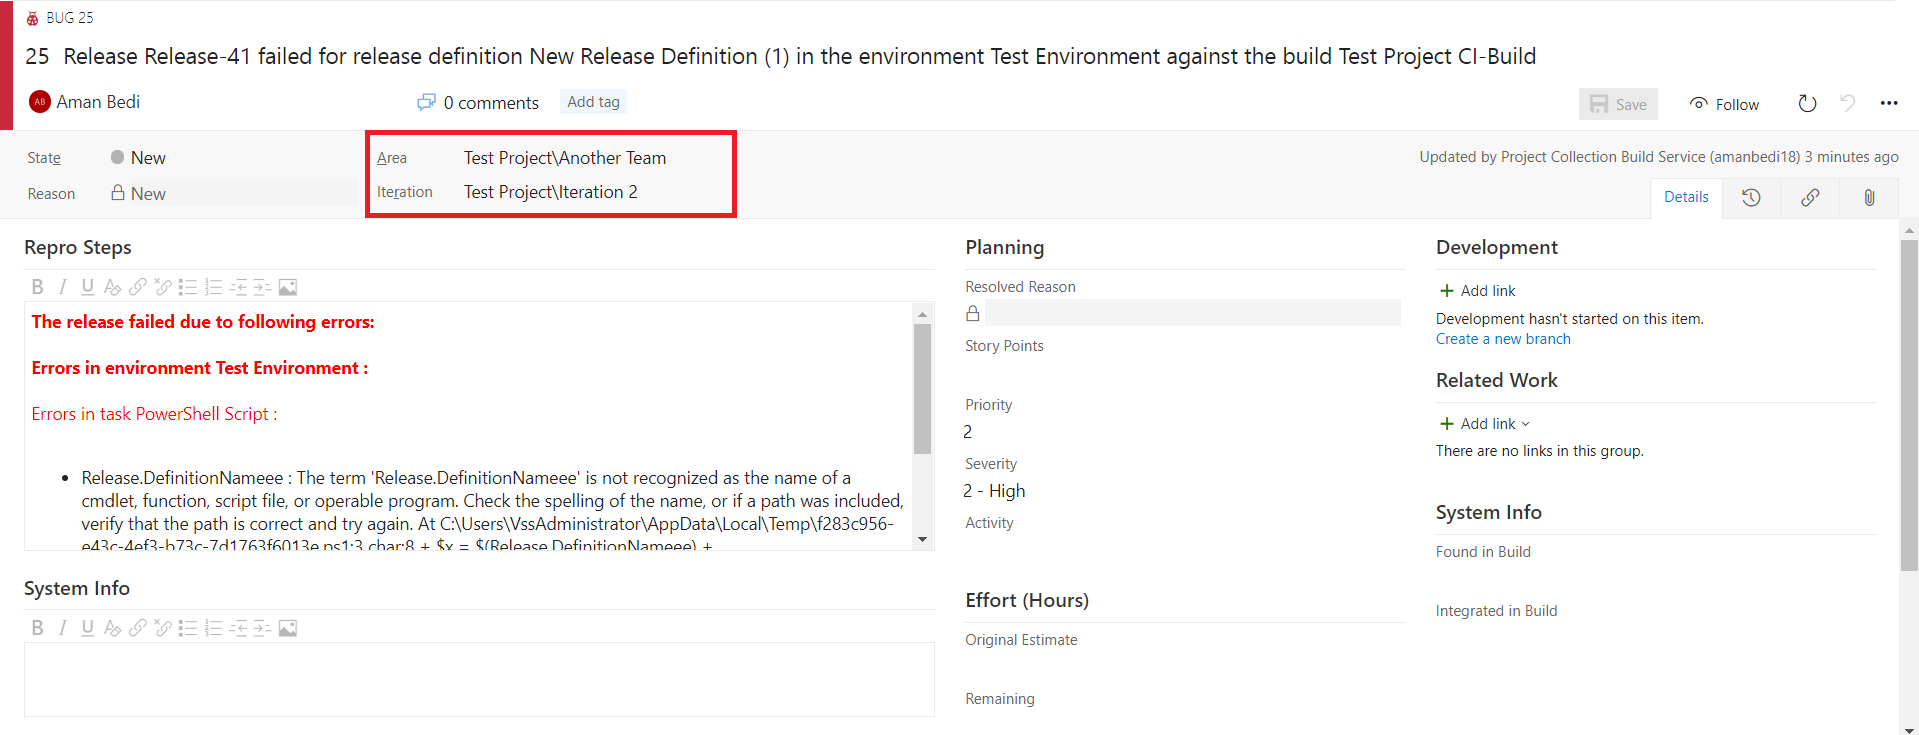 BUG 25
25 Release Release-41 failed for release definition New Release Definition (1) in the environment Test Environment against the build Test Project CI-Build
AB Aman Bedi
0 comments
Add tag
Save
Follow
State
New
Area
Test Project\Another Team
Updated by Project Collection Build Service (amanbedi18) 3 minutes ago
Reason
New
Iteration
Test Project\Iteration 2
Details
Repro Steps
B I U A
The release failed due to following errors:
Errors in environment Test Environment :
Errors in task PowerShell Script :
• Release.DefinitionNameee : The term 'Release.DefinitionNameee' is not recognized as the name of a
cmdlet, function, script file, or operable program. Check the spelling of the name, or if a path was included,
verify that the path is correct and try again. At C:\Users\VssAdministrator\AppData\Local\Temp\f283c956-
e43c-4ef3-b73c-7d1763f6013e.ps1:3 char:8 + $x = $(Release.DefinitionNameee) +
System Info
B I U A
Planning
Resolved Reason
Story Points
Priority
2
Severity
2 - High
Activity
Effort (Hours)
Original Estimate
Remaining
Development
+ Add link
Development hasn't started on this item.
Create a new branch
Related Work
+ Add link
There are no links in this group.
System Info
Found in Build
Integrated in Build